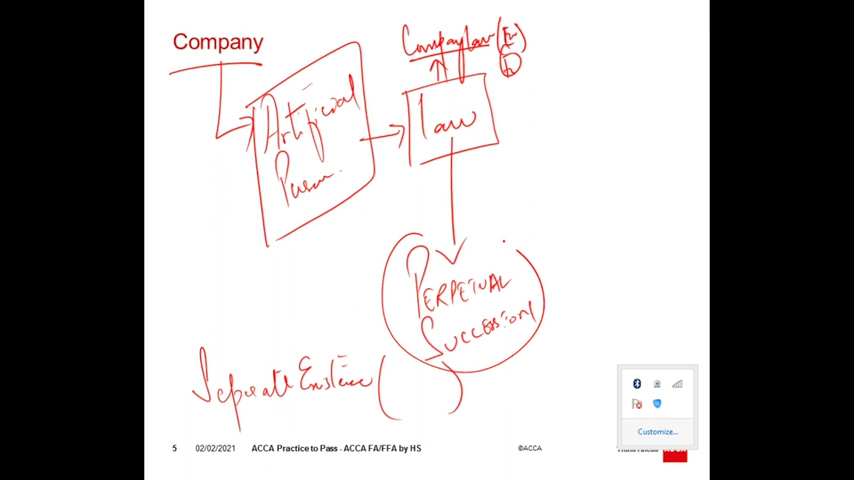 Company
Company law
Artificial
Person
law
PERPETUAL
SUCCESSION
Separate Existence ( )
Customize...
5 02/02/2021 ACCA Practice to Pass - ACCA FA/FFA by HS ©ACCA